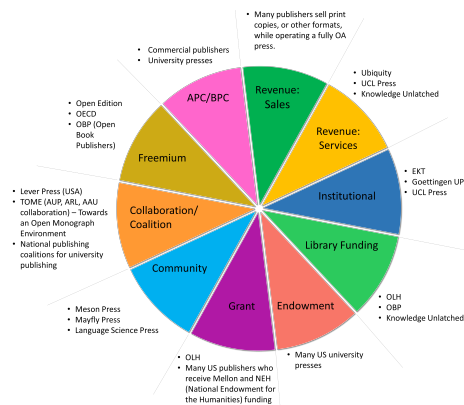 • Many publishers sell print
copies, or other formats,
while operating a fully OA
press.
• Commercial publishers
• University presses
• Ubiquity
• UCL Press
• Knowledge Unlatched
APC/BPC
Revenue:
Sales
• Open Edition
• OECD
• OBP (Open
Book
Publishers)
Revenue:
Services
Freemium
• EKT
• Goettingen UP
• UCL Press
Institutional
• Lever Press (USA)
• TOME (AUP, ARL, AAU
collaboration) – Towards
an Open Monograph
Environment
• National publishing
coalitions for university
publishing
Collaboration/
Coalition
Library Funding
Community
• OLH
• OBP
• Knowledge Unlatched
Grant
Endowment
• Meson Press
• Mayfly Press
• Language Science Press
• Many US university
presses
• OLH
• Many US publishers who
receive Mellon and NEH
(National Endowment for
the Humanities) funding